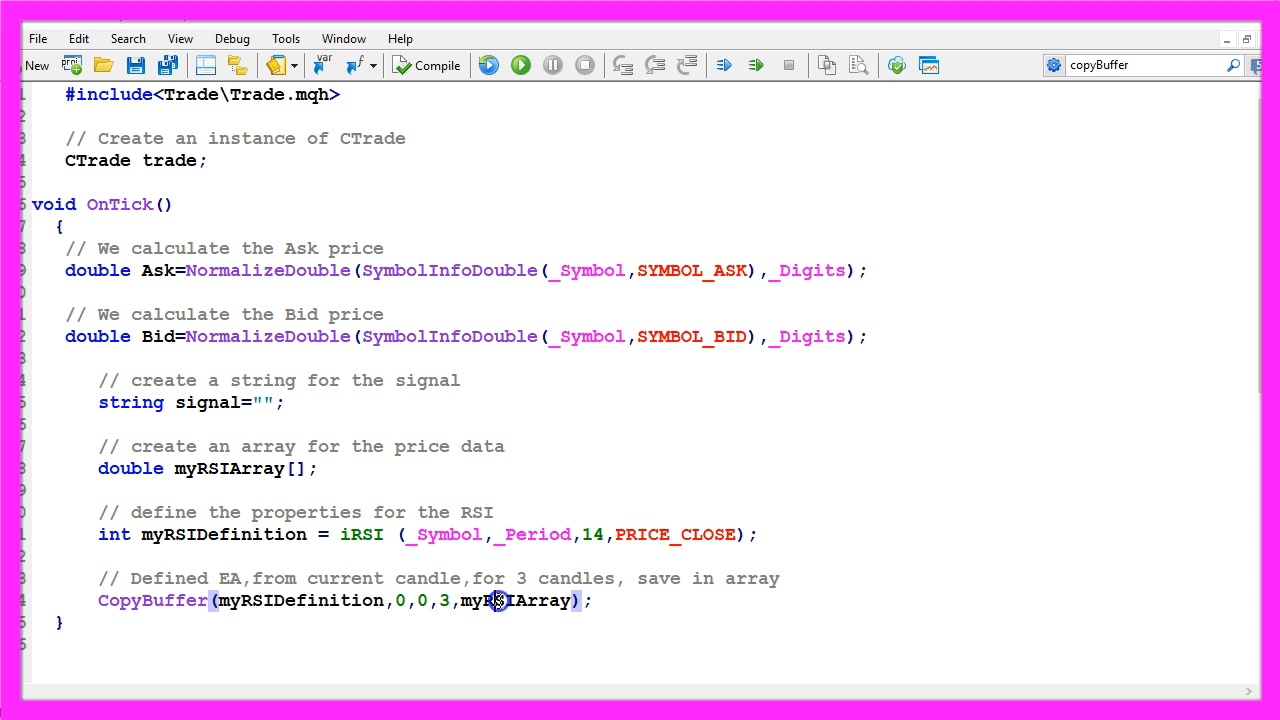 File Edit Search View Debug Tools Window Help
New Compile copyBuffer
#include<Trade\Trade.mqh>
// Create an instance of CTrade
CTrade trade;
void OnTick()
{
// We calculate the Ask price
double Ask=NormalizeDouble(SymbolInfoDouble(_Symbol,SYMBOL_ASK),_Digits);
// We calculate the Bid price
double Bid=NormalizeDouble(SymbolInfoDouble(_Symbol,SYMBOL_BID),_Digits);
// create a string for the signal
string signal="";
// create an array for the price data
double myRSIArray[];
// define the properties for the RSI
int myRSIDefinition = iRSI (_Symbol,_Period,14,PRICE_CLOSE);
// Defined EA,from current candle,for 3 candles, save in array
CopyBuffer(myRSIDefinition,0,0,3,myRSIArray);
}